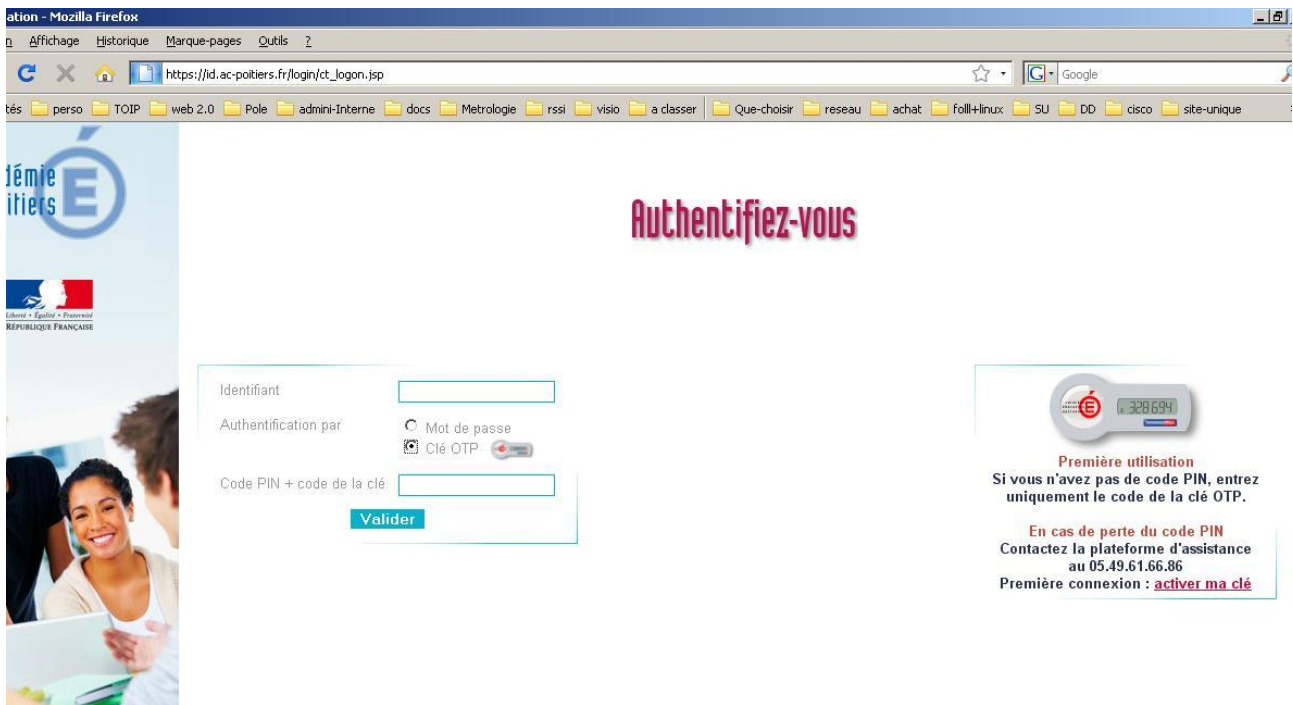 ation - Mozilla Firefox
n Affichage Historique Marque-pages Outils ?
https://id.ac-poitiers.fr/login/ct_logon.jsp
G Google
tés perso TOIP web 2.0 Pole admini-Interne docs Metrologie rssi visio a classer Que-choisir reseau achat folll+linux SU DD cisco site-unique
démie
itiers
É
Authentifiez-vous
Liberté • Égalité • Fraternité
RÉPUBLIQUE FRANÇAISE
Identifiant
Authentification par
Mot de passe
Clé OTP
Code PIN + code de la clé
Valider
328694
Première utilisation
Si vous n'avez pas de code PIN, entrez
uniquement le code de la clé OTP.
En cas de perte du code PIN
Contactez la plateforme d'assistance
au 05.49.61.66.86
Première connexion : activer ma clé